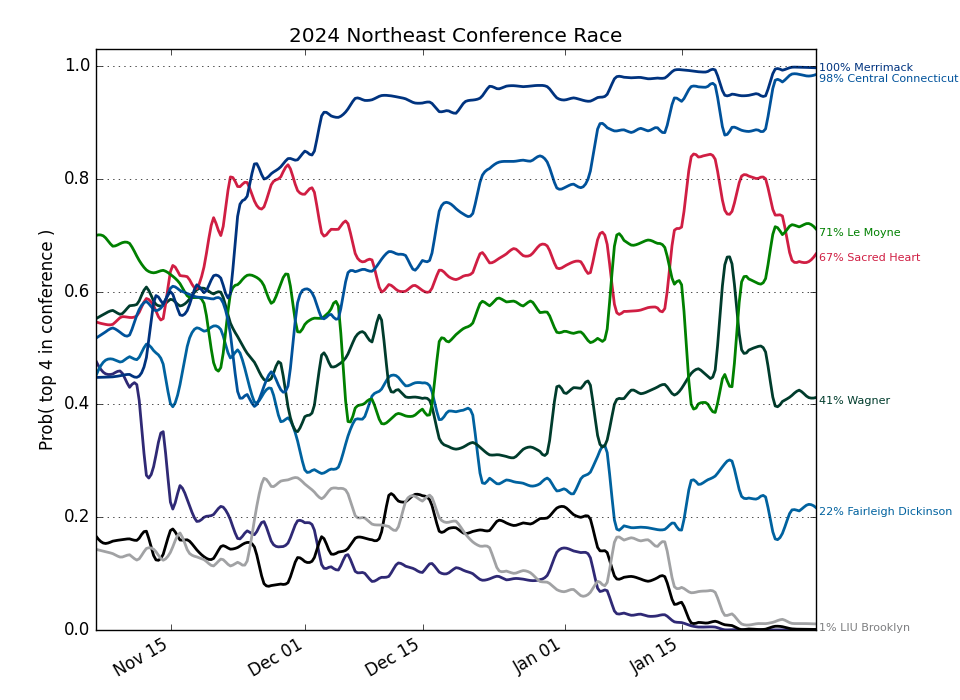 2024 Northeast Conference Race
Prob( top 4 in conference )
1.0
0.8
0.6
0.4
0.2
0.0
Nov 15
Dec 01
Dec 15
Jan 01
Jan 15
100% Merrimack
98% Central Connecticut
71% Le Moyne
67% Sacred Heart
41% Wagner
22% Fairleigh Dickinson
1% LIU Brooklyn